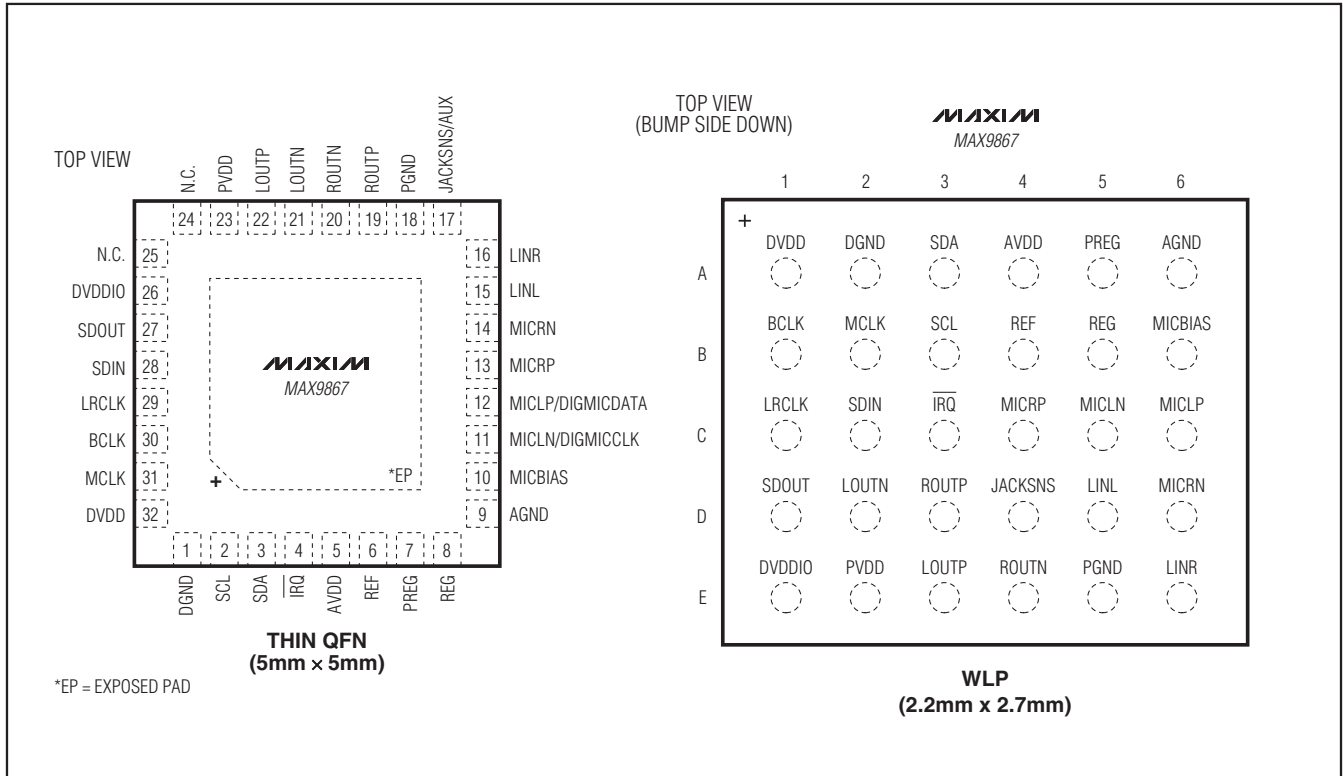 TOP VIEW
N.C.
PVDD
LOUTP
LOUTN
ROUTN
ROUTP
PGND
JACKSNS/AUX
24 23 22 21 20 19 18 17
N.C. 25
DVDDIO 26
SDOUT 27
SDIN 28
LRCLK 29
BCLK 30
MCLK 31
DVDD 32
16 LINR
15 LINL
14 MICRN
13 MICRP
12 MICLP/DIGMICDATA
11 MICLN/DIGMICCLK
10 MICBIAS
9 AGND
MAXIM
MAX9867
+
*EP
1 2 3 4 5 6 7 8
DGND
SCL
SDA
IRQ
AVDD
REF
PREG
REG
THIN QFN
(5mm × 5mm)
*EP = EXPOSED PAD
TOP VIEW
(BUMP SIDE DOWN)
MAXIM
MAX9867
1 2 3 4 5 6
+
A DVDD DGND SDA AVDD PREG AGND
B BCLK MCLK SCL REF REG MICBIAS
C LRCLK SDIN IRQ MICRP MICLN MICLP
D SDOUT LOUTN ROUTP JACKSNS LINL MICRN
E DVDDIO PVDD LOUTP ROUTN PGND LINR
WLP
(2.2mm x 2.7mm)